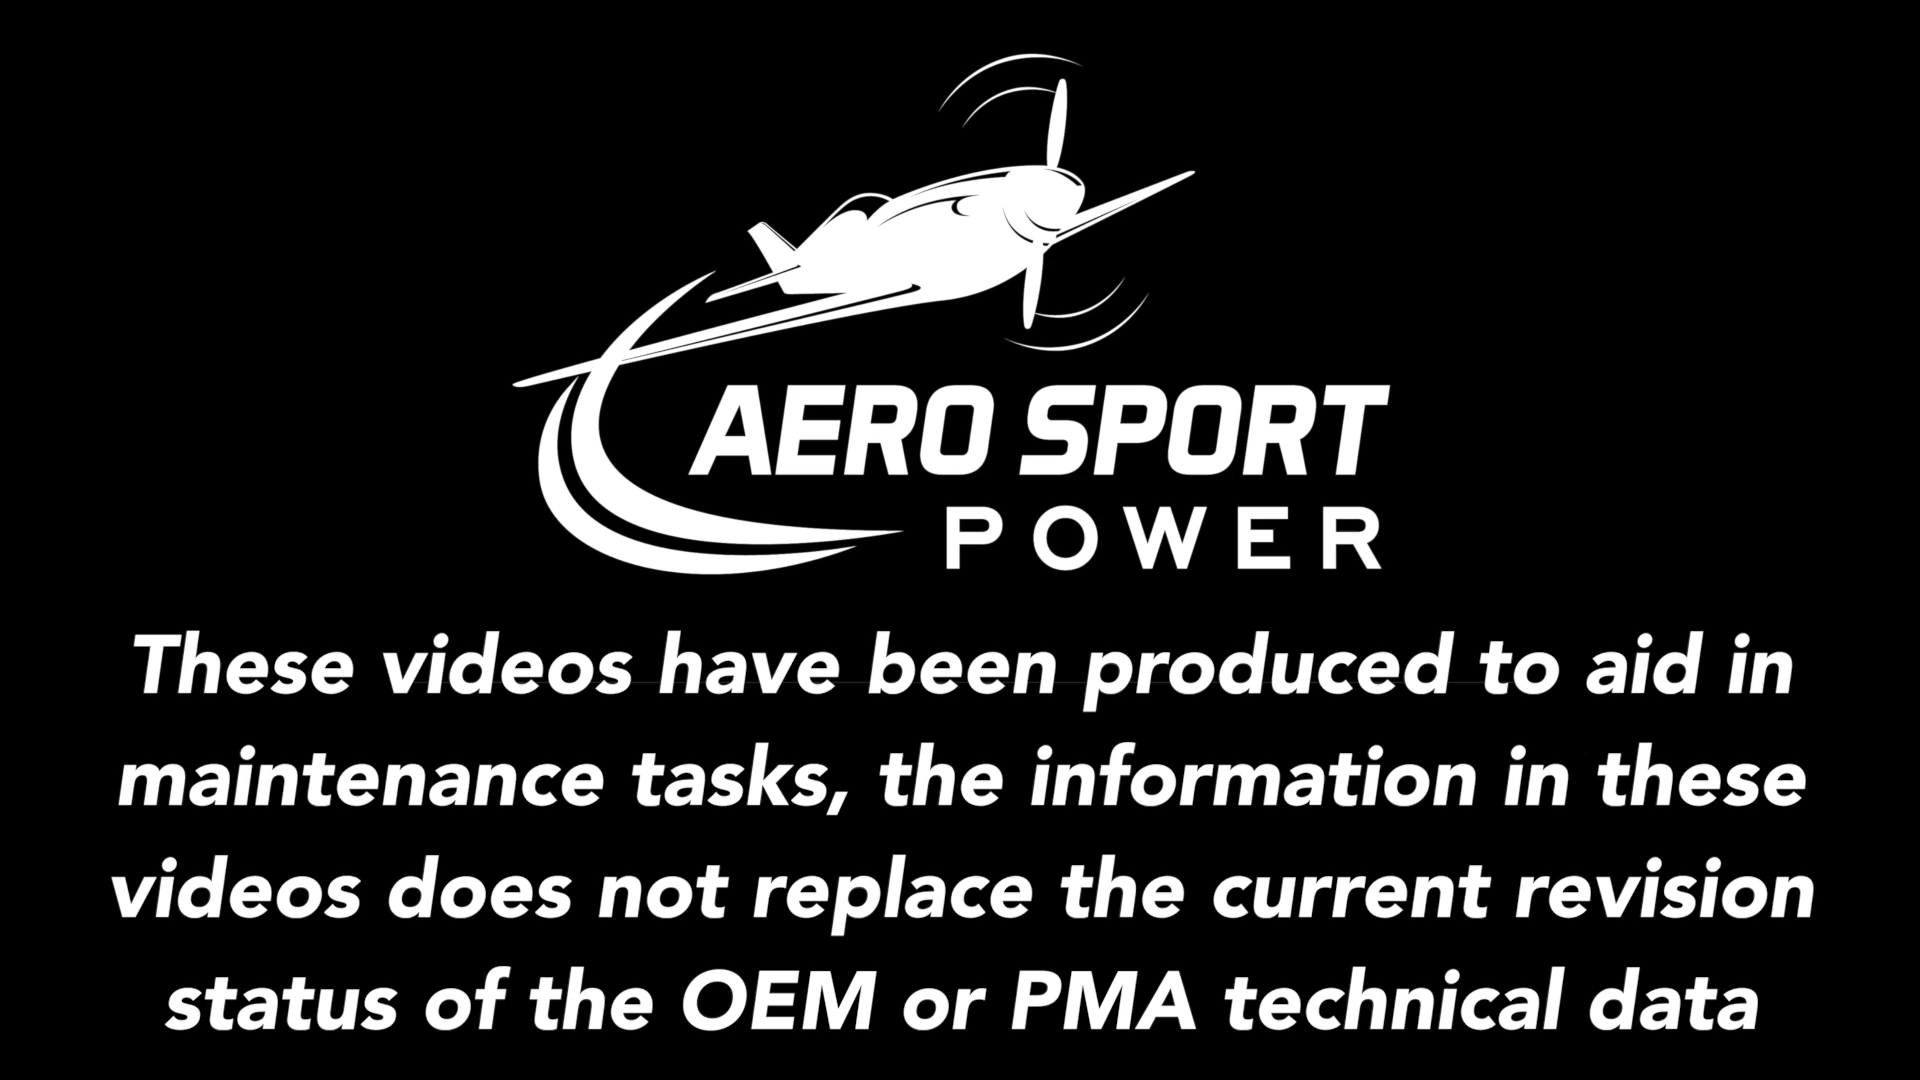 AERO SPORT
POWER
These videos have been produced to aid in
maintenance tasks, the information in these
videos does not replace the current revision
status of the OEM or PMA technical data